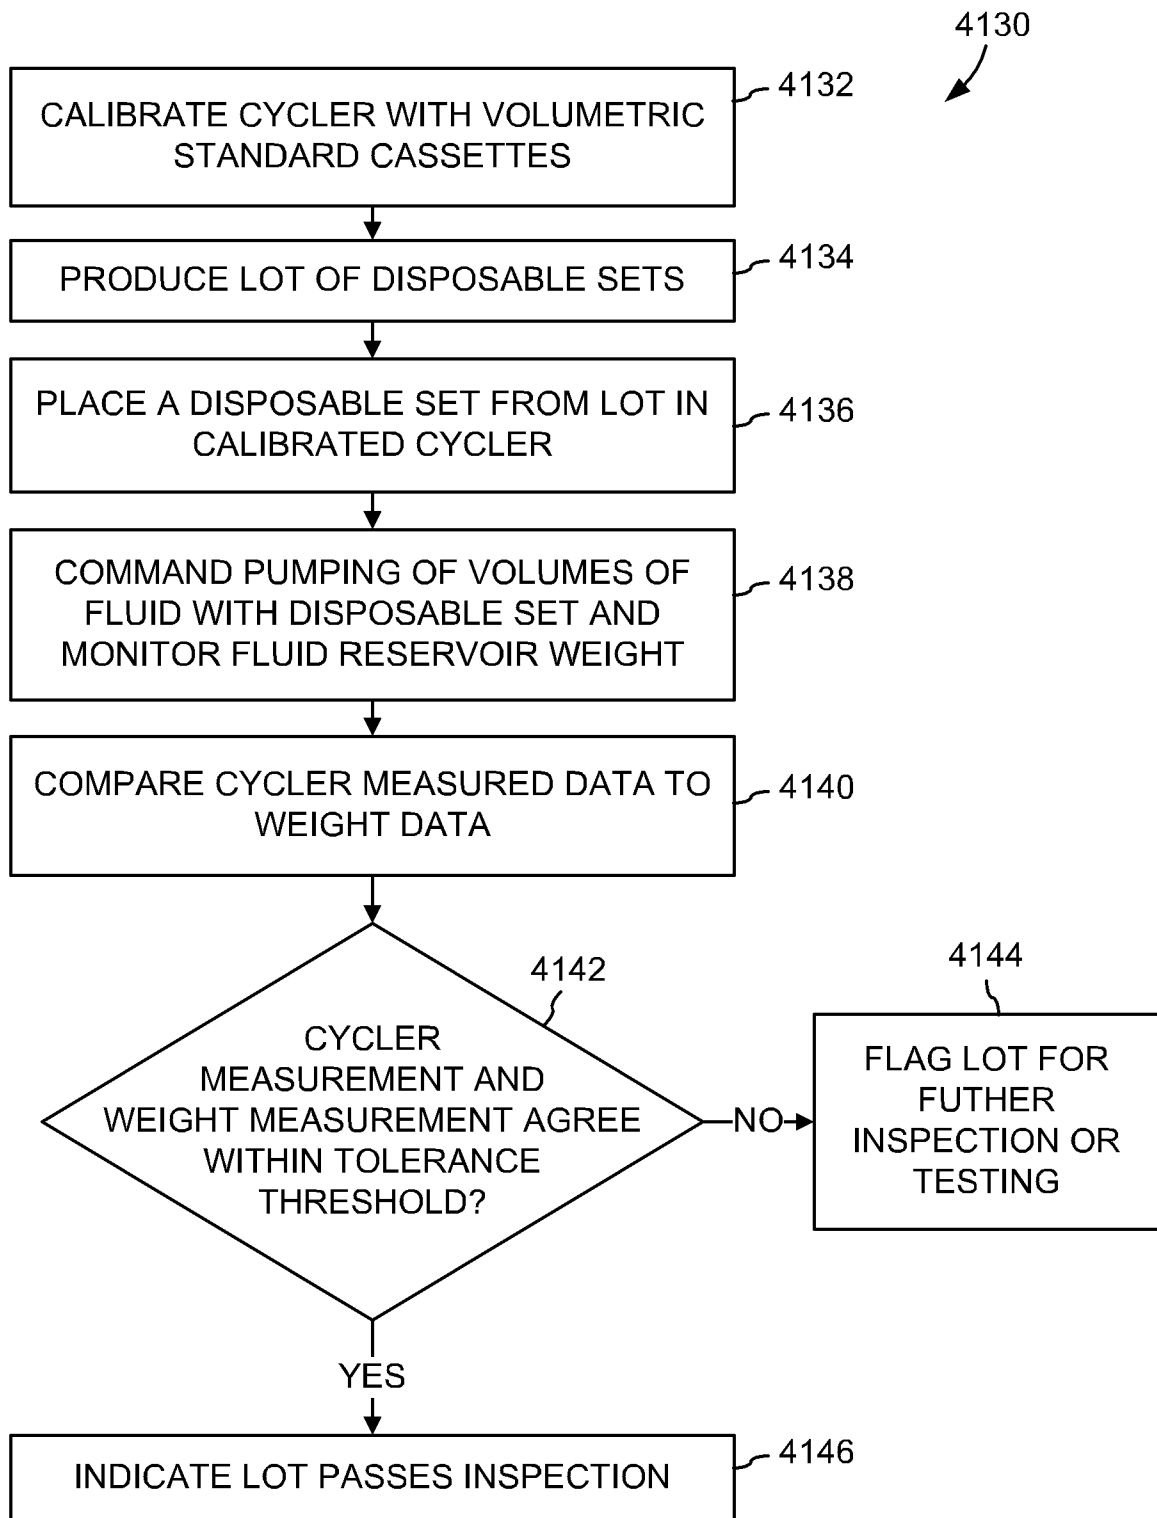 4130
CALIBRATE CYCLER WITH VOLUMETRIC
STANDARD CASSETTES
4132
PRODUCE LOT OF DISPOSABLE SETS
4134
PLACE A DISPOSABLE SET FROM LOT IN
CALIBRATED CYCLER
4136
COMMAND PUMPING OF VOLUMES OF
FLUID WITH DISPOSABLE SET AND
MONITOR FLUID RESERVOIR WEIGHT
4138
COMPARE CYCLER MEASURED DATA TO
WEIGHT DATA
4140
CYCLER
MEASUREMENT AND
WEIGHT MEASUREMENT AGREE
WITHIN TOLERANCE
THRESHOLD?
4142
NO
4144
FLAG LOT FOR
FUTHER
INSPECTION OR
TESTING
YES
INDICATE LOT PASSES INSPECTION
4146